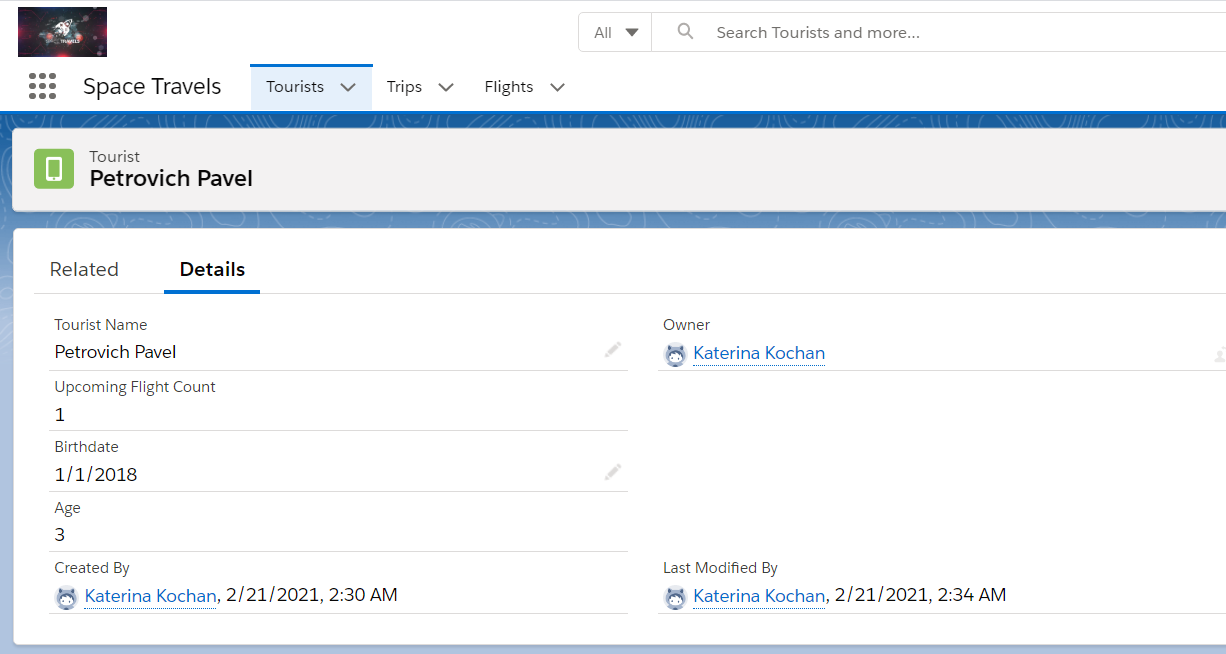 TRAVELS
All Search Tourists and more...
Space Travels Tourists Trips Flights
Tourist
Petrovich Pavel
Related Details
Tourist Name
Petrovich Pavel
Owner
Katerina Kochan
Upcoming Flight Count
1
Birthdate
1/1/2018
Age
3
Created By
Katerina Kochan, 2/21/2021, 2:30 AM
Last Modified By
Katerina Kochan, 2/21/2021, 2:34 AM